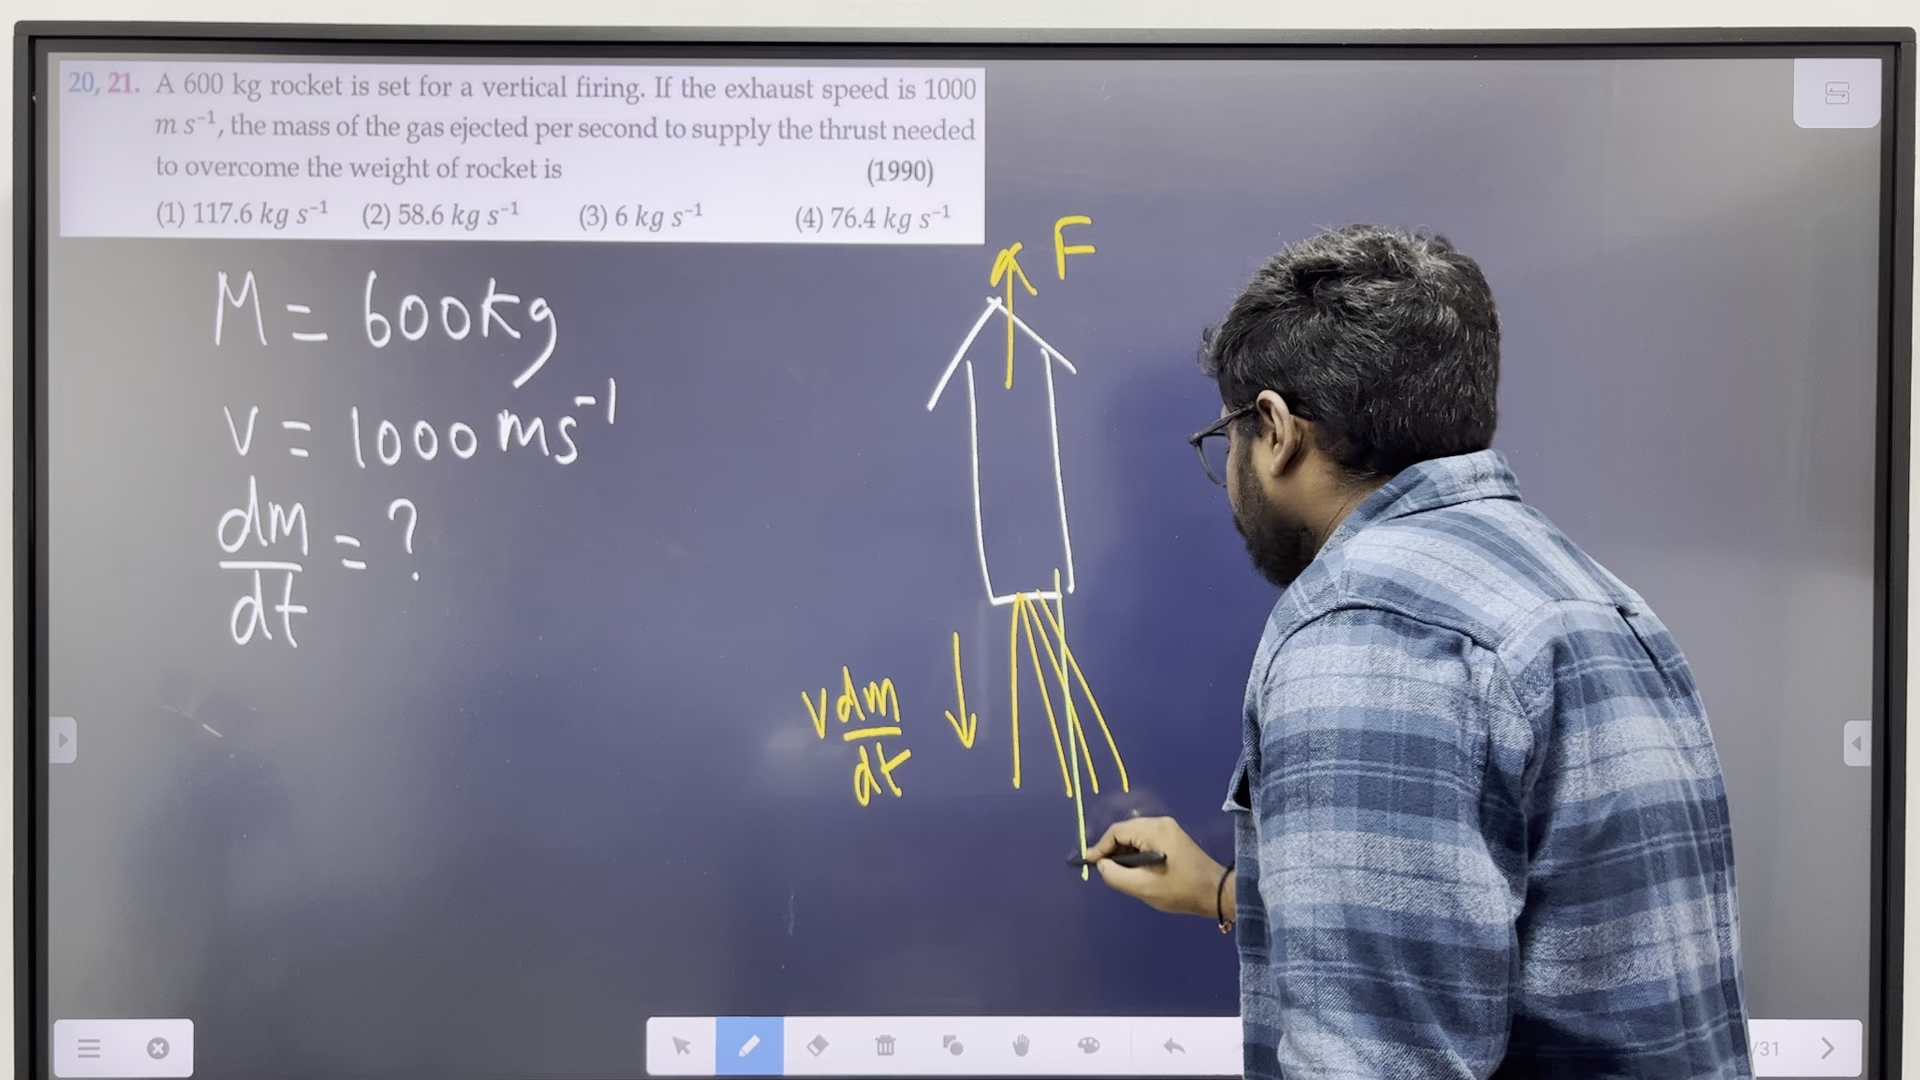 20, 21. A 600 kg rocket is set for a vertical firing. If the exhaust speed is 1000
m s⁻¹, the mass of the gas ejected per second to supply the thrust needed
to overcome the weight of rocket is (1990)
(1) 117.6 kg s⁻¹ (2) 58.6 kg s⁻¹ (3) 6 kg s⁻¹ (4) 76.4 kg s⁻¹
F
M = 600kg
v = 1000 ms⁻¹
dm/dt = ?
v dm/dt
/31